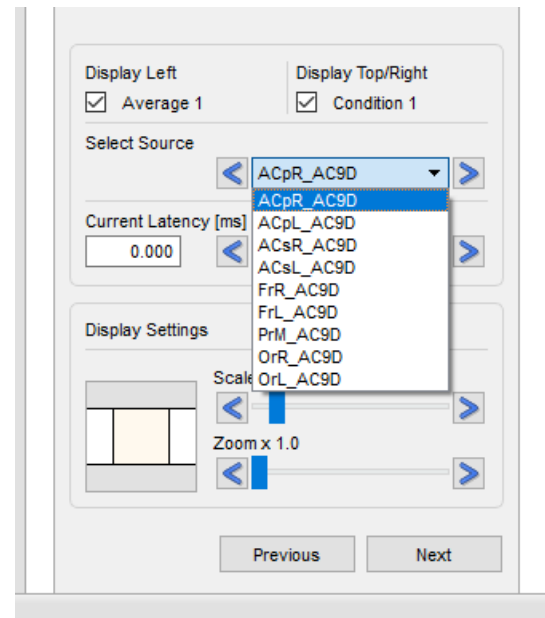 Display Left
Display Top/Right
Average 1
Condition 1
Select Source
ACpR_AC9D
ACpR_AC9D
Current Latency [ms]
ACpL_AC9D
0.000
ACsR_AC9D
ACsL_AC9D
FrR_AC9D
FrL_AC9D
Display Settings
PrM_AC9D
OrR_AC9D
OrL_AC9D
Zoom x 1.0
Previous
Next